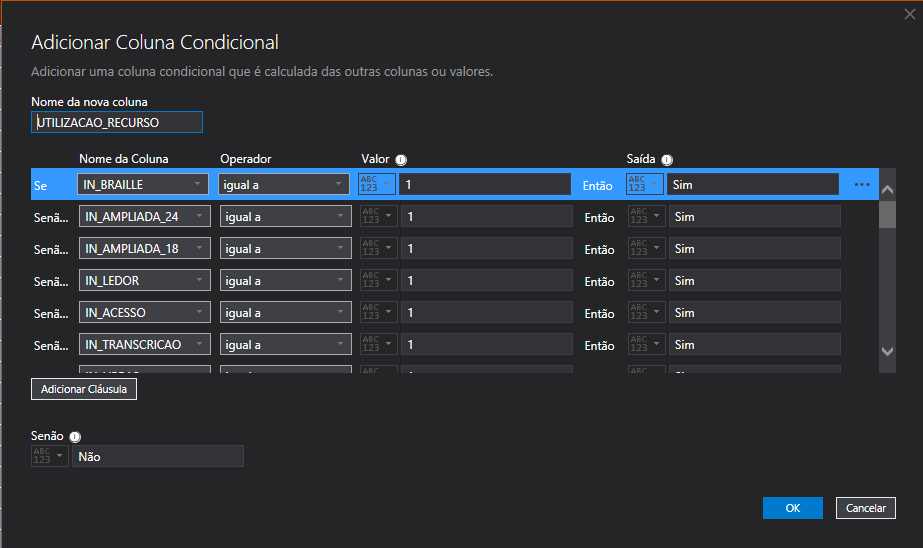 Adicionar Coluna Condicional
Adicionar uma coluna condicional que é calculada das outras colunas ou valores.
Nome da nova coluna
UTILIZACAO_RECURSO
Nome da Coluna Operador Valor Saída
Se IN_BRAILLE igual a ABC 123 1 Então ABC 123 Sim ...
Senã... IN_AMPLIADA_24 igual a ABC 123 1 Então ABC 123 Sim
Senã... IN_AMPLIADA_18 igual a ABC 123 1 Então ABC 123 Sim
Senã... IN_LEDOR igual a ABC 123 1 Então ABC 123 Sim
Senã... IN_ACESSO igual a ABC 123 1 Então ABC 123 Sim
Senã... IN_TRANSCRICAO igual a ABC 123 1 Então ABC 123 Sim
Adicionar Cláusula
Senão
ABC 123 Não
OK Cancelar